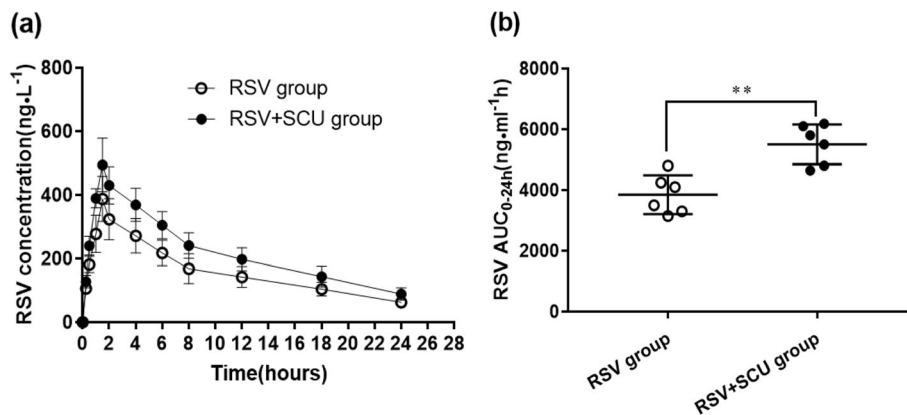 (a)
RSV concentration(ng•L⁻¹)
800
600
400
200
0
RSV group
RSV+SCU group
0 2 4 6 8 10 12 14 16 18 20 22 24 26 28
Time(hours)
(b)
RSV AUC₀₋₂₄ₕ(ng•ml⁻¹h)
8000
6000
4000
2000
0
**
RSV group
RSV+SCU group